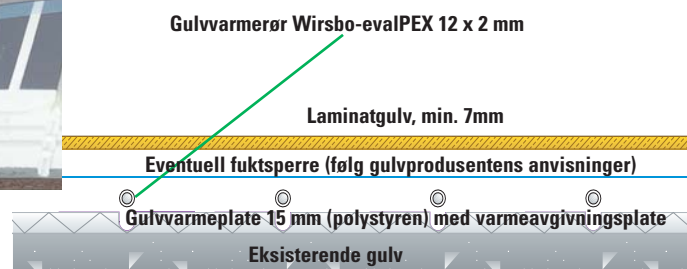 Gulvvarmerør Wirsbo-evalPEX 12 x 2 mm
Laminatgulv, min. 7mm
Eventuell fuktsperre (følg gulvprodusentens anvisninger)
Gulvvarmeplate 15 mm (polystyren) med varmeavgivningsplate
Eksisterende gulv